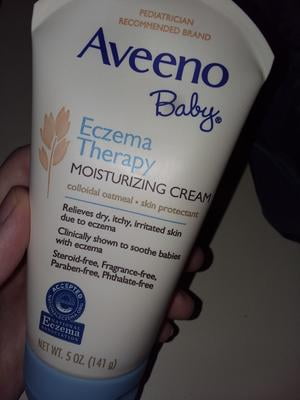 PEDIATRICIAN
RECOMMENDED BRAND
Aveeno
Baby®
Eczema
Therapy
MOISTURIZING CREAM
colloidal oatmeal • skin protectant
Relieves dry, itchy, irritated skin
due to eczema
Clinically shown to soothe babies
with eczema
Steroid-free, Fragrance-free,
Paraben-free, Phthalate-free
ACCEPTED
NATIONAL
Eczema
ASSOCIATION
NET WT. 5 OZ. (141 g)